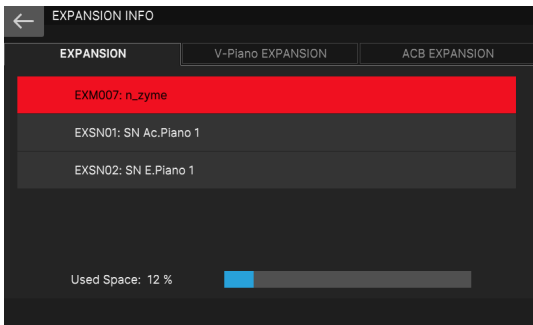 EXPANSION INFO
EXPANSION V-Piano EXPANSION ACB EXPANSION
EXM007: n_zyme
EXSN01: SN Ac.Piano 1
EXSN02: SN E.Piano 1
Used Space: 12 %